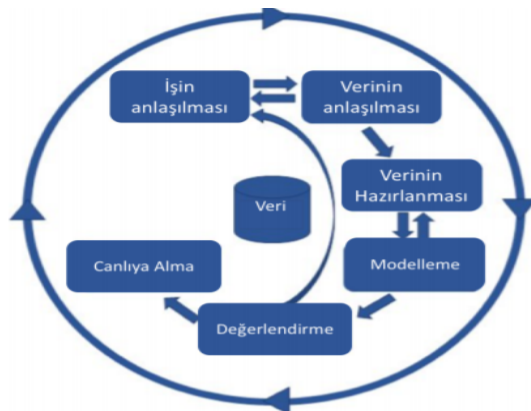 İşin
anlaşılması
Verinin
anlaşılması
Verinin
Hazırlanması
Veri
Modelleme
Canlıya Alma
Değerlendirme